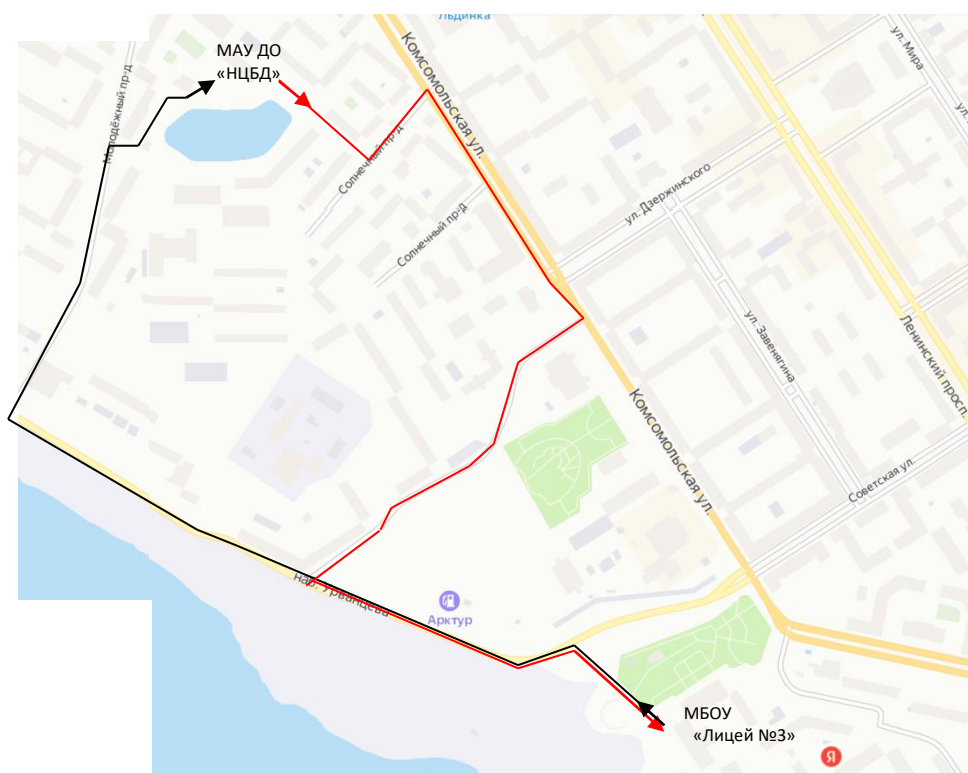 Льдинка
МАУ ДО
«НЦБД»
Комсомольская ул.
ул. Мира
Молодёжный пр-д
Солнечный пр-д
ул. Дзержинского
Солнечный пр-д
ул. Завенягина
Ленинский просп.
Комсомольская ул.
Советская ул.
наб. Урванцева
Арктур
МБОУ
«Лицей №3»
Я